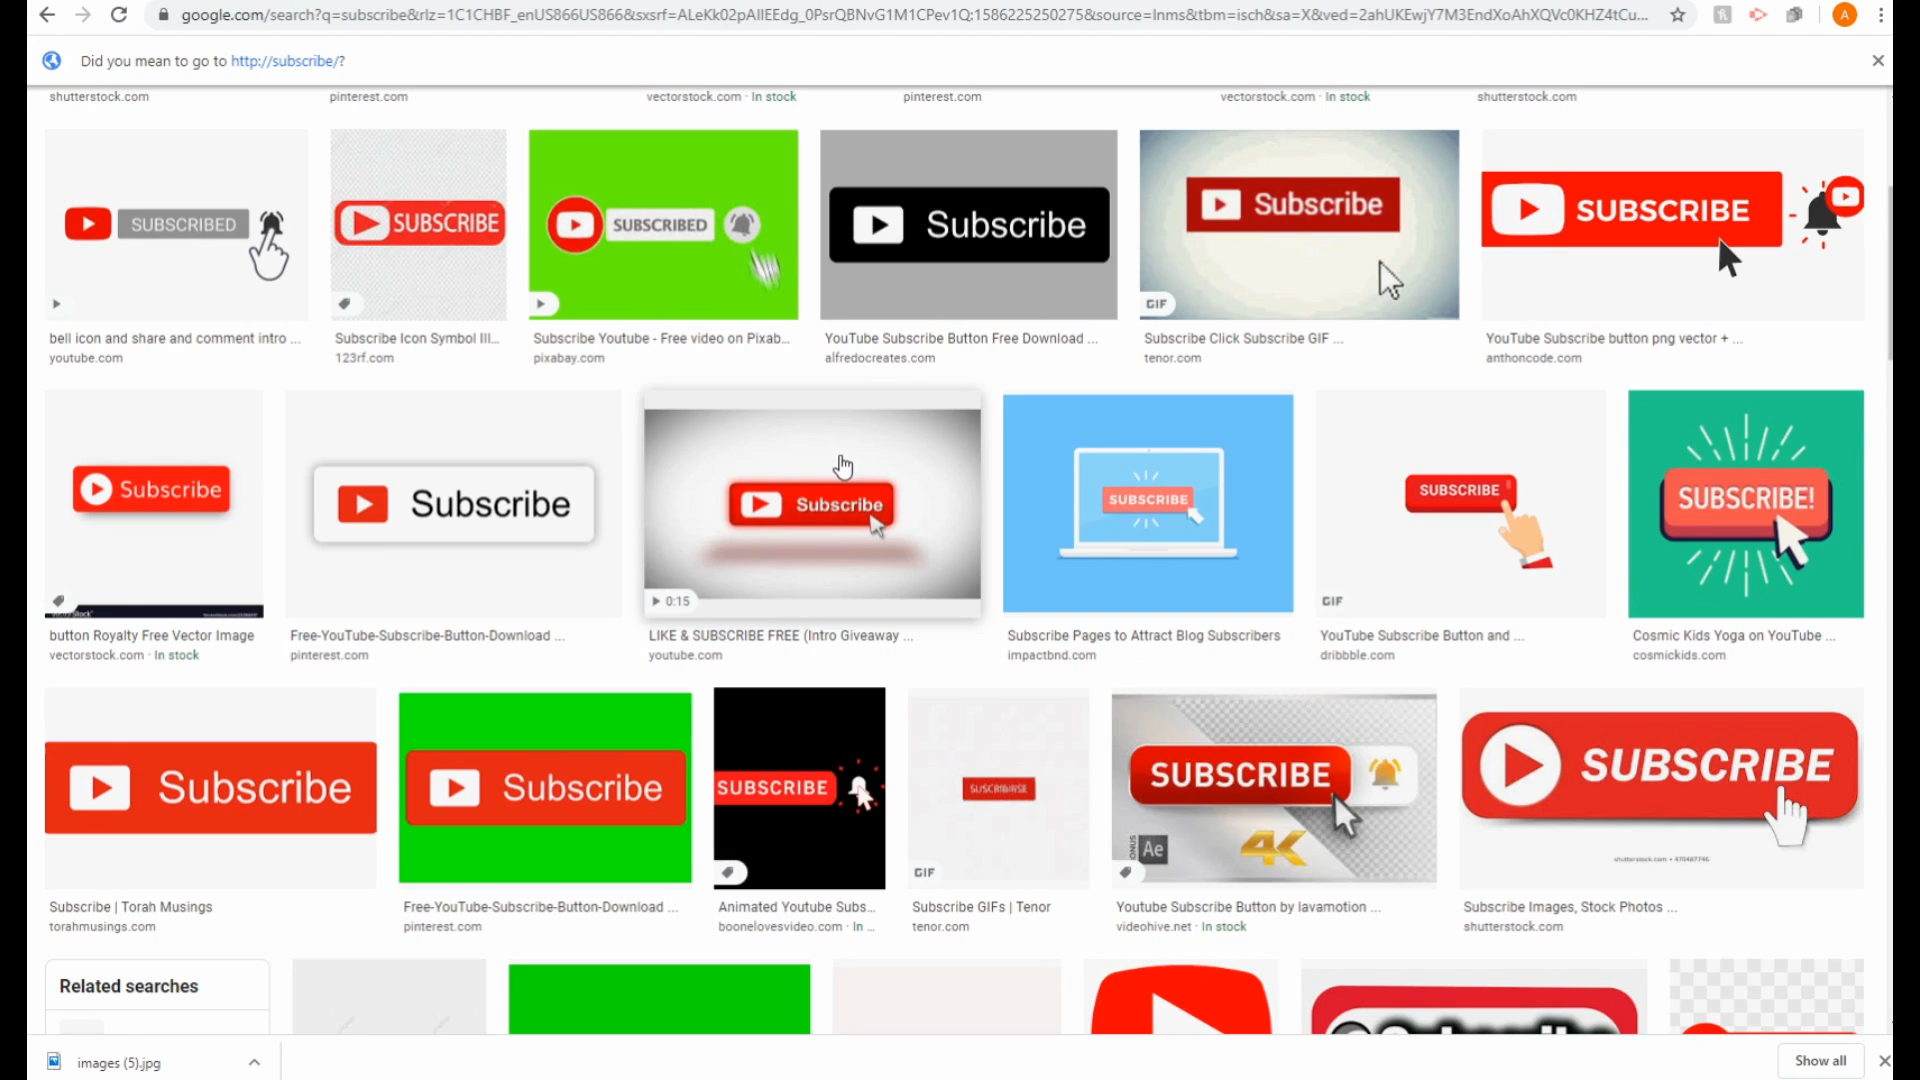 google.com/search?q=subscribe&rlz=1C1CHBF_enUS866US866&sxsrf=ALeKk02pAIIEEdg_0PsrQBNvG1M1CPev1Q:1586225250275&source=lnms&tbm=isch&sa=X&ved=2ahUKEwjY7M3EndXoAhXQVc0KHZ4tCu...
A
Did you mean to go to http://subscribe/?
shutterstock.com
pinterest.com
vectorstock.com · In stock
pinterest.com
vectorstock.com · In stock
shutterstock.com
SUBSCRIBED
SUBSCRIBE
SUBSCRIBED
Subscribe
Subscribe
GIF
SUBSCRIBE
bell icon and share and comment intro ...
youtube.com
Subscribe Icon Symbol Ill...
123rf.com
Subscribe Youtube - Free video on Pixab...
pixabay.com
YouTube Subscribe Button Free Download ...
alfredocreates.com
Subscribe Click Subscribe GIF ...
tenor.com
YouTube Subscribe button png vector + ...
anthoncode.com
Subscribe
Subscribe
Subscribe
0:15
SUBSCRIBE
SUBSCRIBE
GIF
SUBSCRIBE!
button Royalty Free Vector Image
vectorstock.com · In stock
Free-YouTube-Subscribe-Button-Download ...
pinterest.com
LIKE & SUBSCRIBE FREE (Intro Giveaway ...
youtube.com
Subscribe Pages to Attract Blog Subscribers
impactbnd.com
YouTube Subscribe Button and ...
dribbble.com
Cosmic Kids Yoga on YouTube ...
cosmickids.com
Subscribe
Subscribe
SUBSCRIBE
SUSCRIBIRSE
GIF
SUBSCRIBE
Ae
4K
SUBSCRIBE
shutterstock.com • 470487746
Subscribe | Torah Musings
torahmusings.com
Free-YouTube-Subscribe-Button-Download ...
pinterest.com
Animated Youtube Subs...
boonelovesvideo.com · In ...
Subscribe GIFs | Tenor
tenor.com
Youtube Subscribe Button by lavamotion ...
videohive.net · In stock
Subscribe Images, Stock Photos ...
shutterstock.com
Related searches
images (5).jpg
Show all